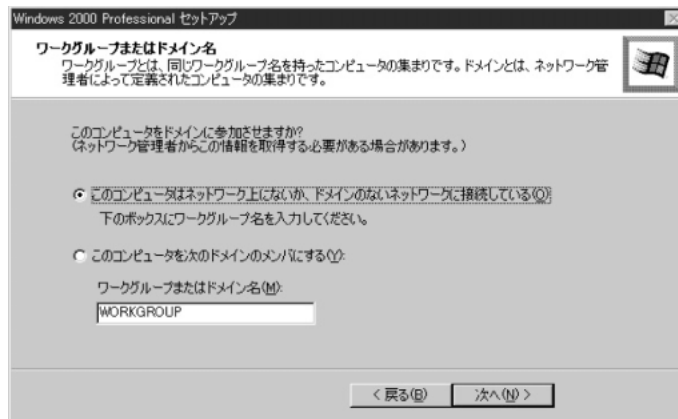 Windows 2000 Professional セットアップ
ワークグループまたはドメイン名
ワークグループとは、同じワークグループ名を持ったコンピュータの集まりです。ドメインとは、ネットワーク管
理者によって定義されたコンピュータの集まりです。
このコンピュータをドメインに参加させますか?
(ネットワーク管理者からこの情報を取得する必要がある場合があります。)
このコンピュータはネットワーク上にないか、ドメインのないネットワークに接続している(O)
下のボックスにワークグループ名を入力してください。
このコンピュータを次のドメインのメンバにする(Y):
ワークグループまたはドメイン名(M):
WORKGROUP
< 戻る(B) 次へ(N) >